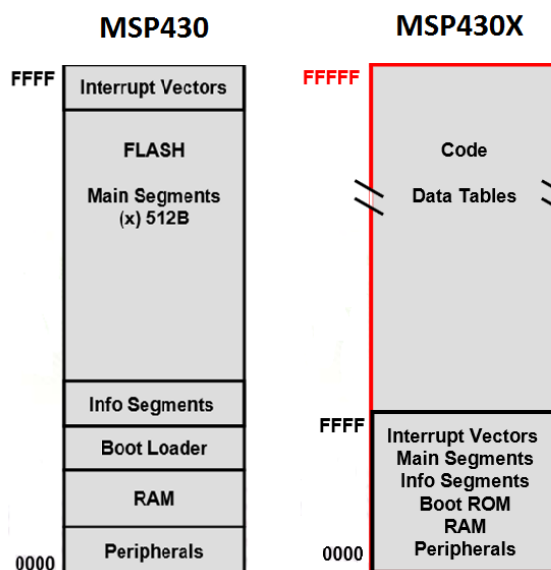 MSP430
FFFF
Interrupt Vectors
FLASH
Main Segments
(x) 512B
Info Segments
Boot Loader
RAM
Peripherals
0000
MSP430X
FFFFF
Code
Data Tables
FFFF
Interrupt Vectors
Main Segments
Info Segments
Boot ROM
RAM
Peripherals
0000